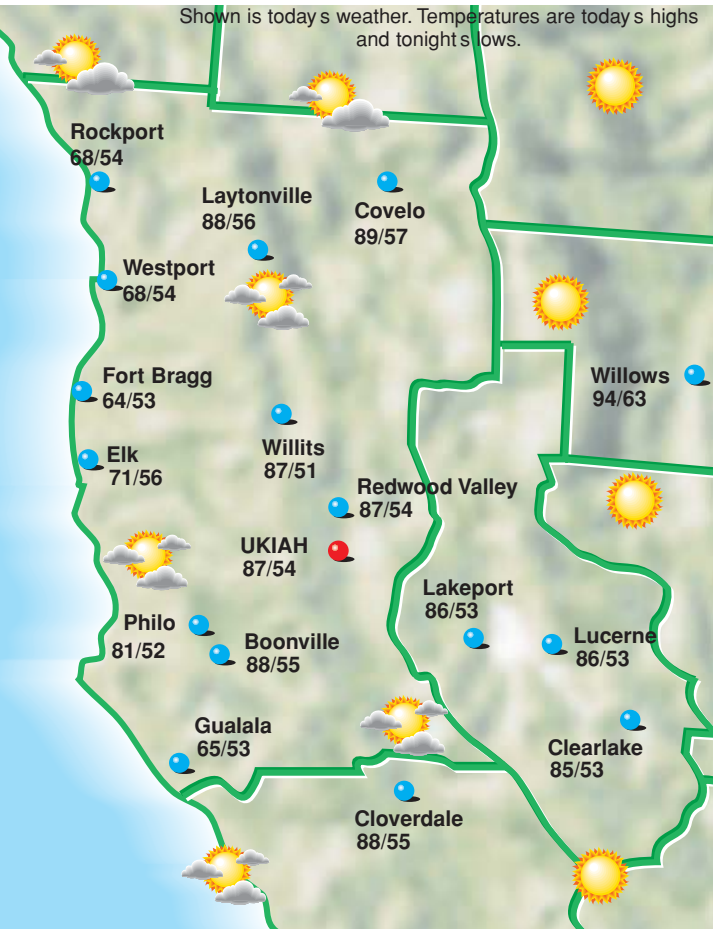 Shown is today s weather. Temperatures are today s highs
and tonight s lows.
Rockport
68/54
Laytonville
88/56
Covelo
89/57
Westport
68/54
Fort Bragg
64/53
Willows
94/63
Elk
71/56
Willits
87/51
Redwood Valley
87/54
UKIAH
87/54
Lakeport
86/53
Philo
81/52
Boonville
88/55
Lucerne
86/53
Gualala
65/53
Clearlake
85/53
Cloverdale
88/55